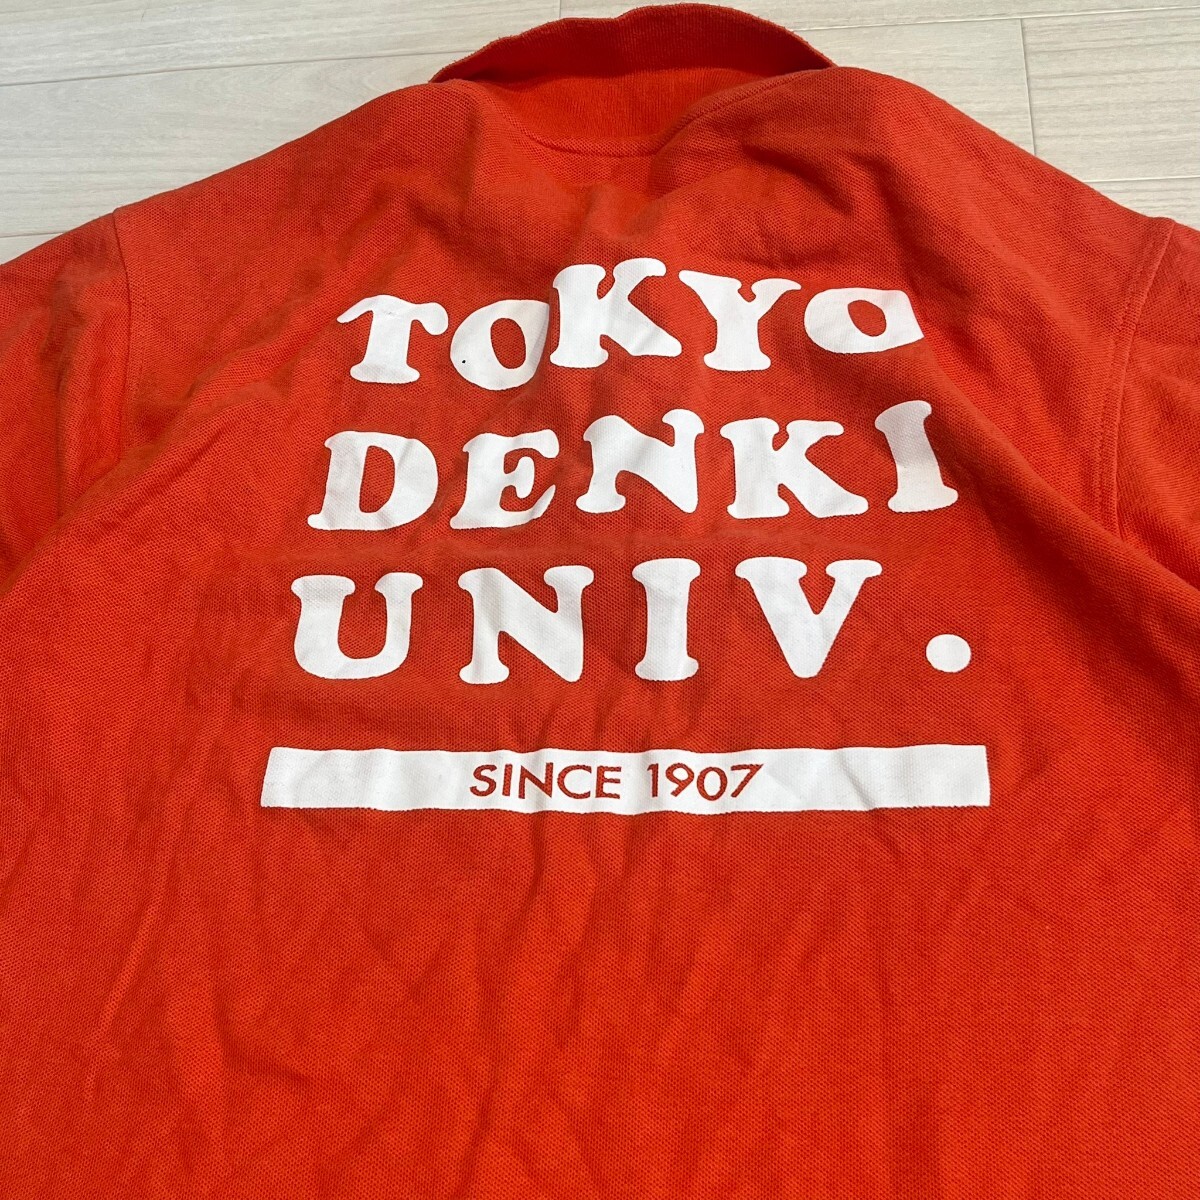 TOKYO
DENKI
UNIV.
SINCE 1907